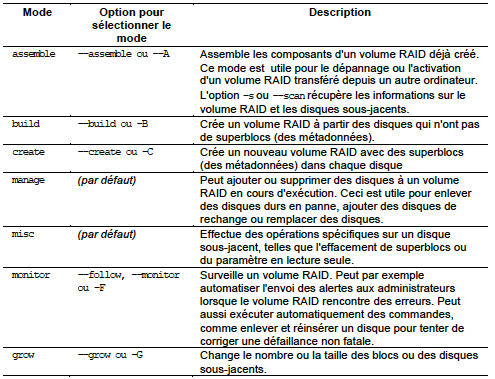 Mode Option pour Description
sélectionner le
mode
assemble --assemble ou --A Assemble les composants d'un volume RAID déjà créé.
Ce mode est utile pour le dépannage ou l'activation
d'un volume RAID transféré depuis un autre ordinateur.
L'option -s ou --scan récupère les informations sur le
volume RAID et les disques sous-jacents.
build --build ou -B Crée un volume RAID à partir des disques qui n'ont pas
de superblocs (des métadonnées).
create --create ou -C Crée un nouveau volume RAID avec des superblocs
(des métadonnées) dans chaque disque
manage (par défaut) Peut ajouter ou supprimer des disques à un volume
RAID en cours d'exécution. Ceci est utile pour enlever
des disques durs en panne, ajouter des disques de
rechange ou remplacer des disques.
misc (par défaut) Effectue des opérations spécifiques sur un disque
sous-jacent, telles que l'effacement de superblocs ou
du paramètre en lecture seule.
monitor --follow, --monitor Surveille un volume RAID. Peut par exemple
ou -F automatiser l'envoi des alertes aux administrateurs
lorsque le volume RAID rencontre des erreurs. Peut
aussi exécuter automatiquement des commandes,
comme enlever et réinsérer un disque pour tenter de
corriger une défaillance non fatale.
grow --grow ou -G Change le nombre ou la taille des blocs ou des disques
sous-jacents.